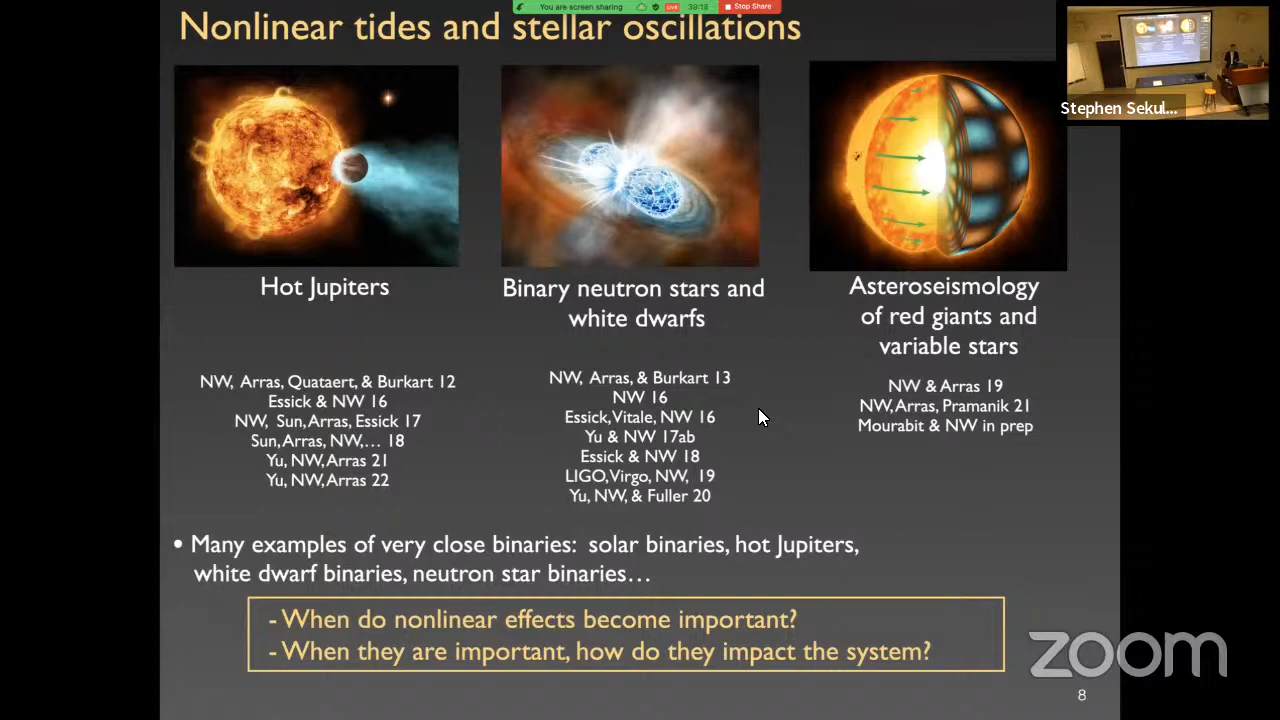 You are screen sharing LIVE 39:18 Stop Share
Nonlinear tides and stellar oscillations
Stephen Sekul...
Hot Jupiters
NW, Arras, Quataert, & Burkart 12
Essick & NW 16
NW, Sun, Arras, Essick 17
Sun, Arras, NW,... 18
Yu, NW, Arras 21
Yu, NW, Arras 22
Binary neutron stars and
white dwarfs
NW, Arras, & Burkart 13
NW 16
Essick, Vitale, NW 16
Yu & NW 17ab
Essick & NW 18
LIGO, Virgo, NW, 19
Yu, NW, & Fuller 20
Asteroseismology
of red giants and
variable stars
NW & Arras 19
NW, Arras, Pramanik 21
Mourabit & NW in prep
• Many examples of very close binaries: solar binaries, hot Jupiters,
white dwarf binaries, neutron star binaries…
- When do nonlinear effects become important?
- When they are important, how do they impact the system?
zoom
8